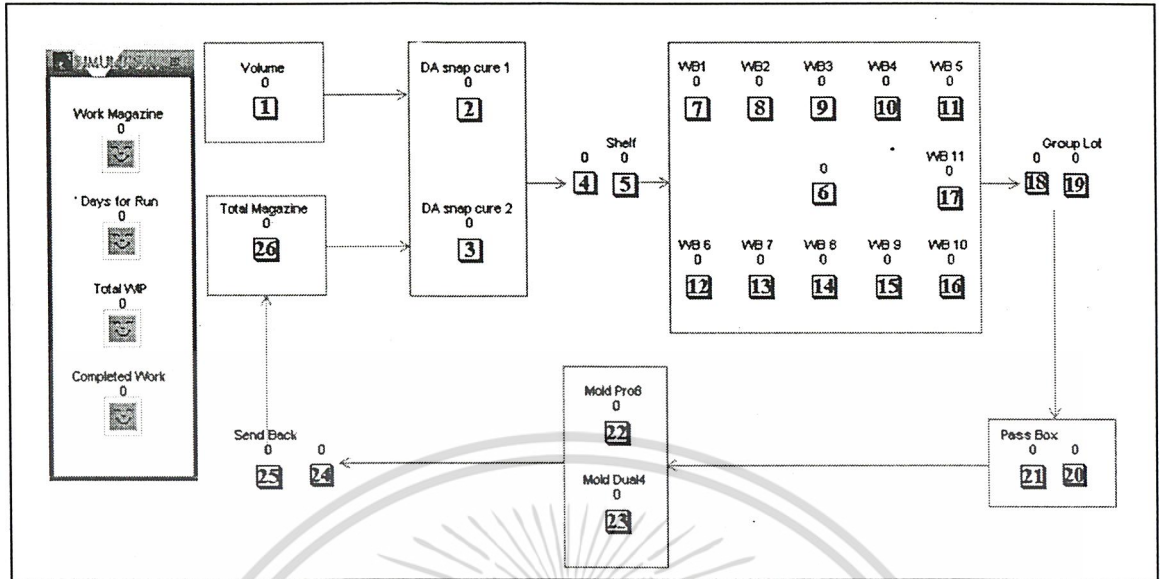 Work Magazine
0
Days for Run
0
Total WIP
0
Completed Work
0
Volume
0
1
Total Magazine
0
26
DA snap cure 1
0
2
DA snap cure 2
0
3
Shelf
0 0
4 5
WB1 WB2 WB3 WB4 WB 5
0 0 0 0 0
7 8 9 10 11
WB 11
0 0
6 17
WB 6 WB 7 WB 8 WB 9 WB 10
0 0 0 0 0
12 13 14 15 16
Group Lot
0 0
18 19
Pass Box
0 0
21 20
Mold Pro6
0
22
Mold Dual4
0
23
Send Back
0 0
25 24